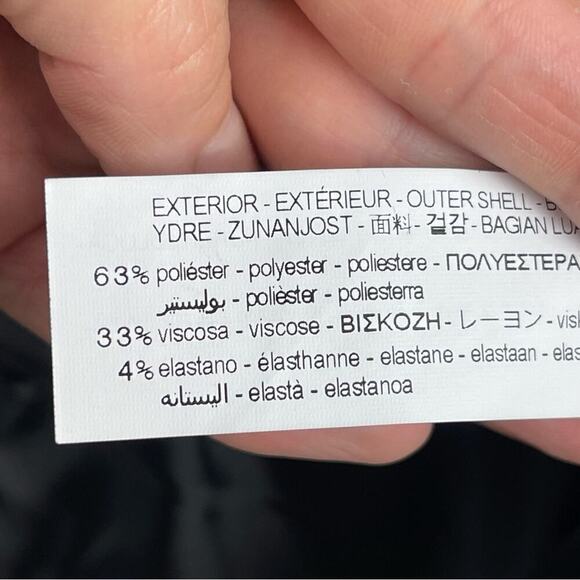 EXTERIOR - EXTÉRIEUR - OUTER SHELL -
YDRE - ZUNANJOST - 面料 - 겉감 - BAGIAN
63% poliéster - polyester - poliestere - ΠΟΛΥΕΣΤΕΡΑ
بوليستير - polièster - poliesterra
33% viscosa - viscose - ΒΙΣΚΟΖΗ - レーヨン -
4% elastano - élasthanne - elastane - elastaan -
اليستانه - elastà - elastanoa